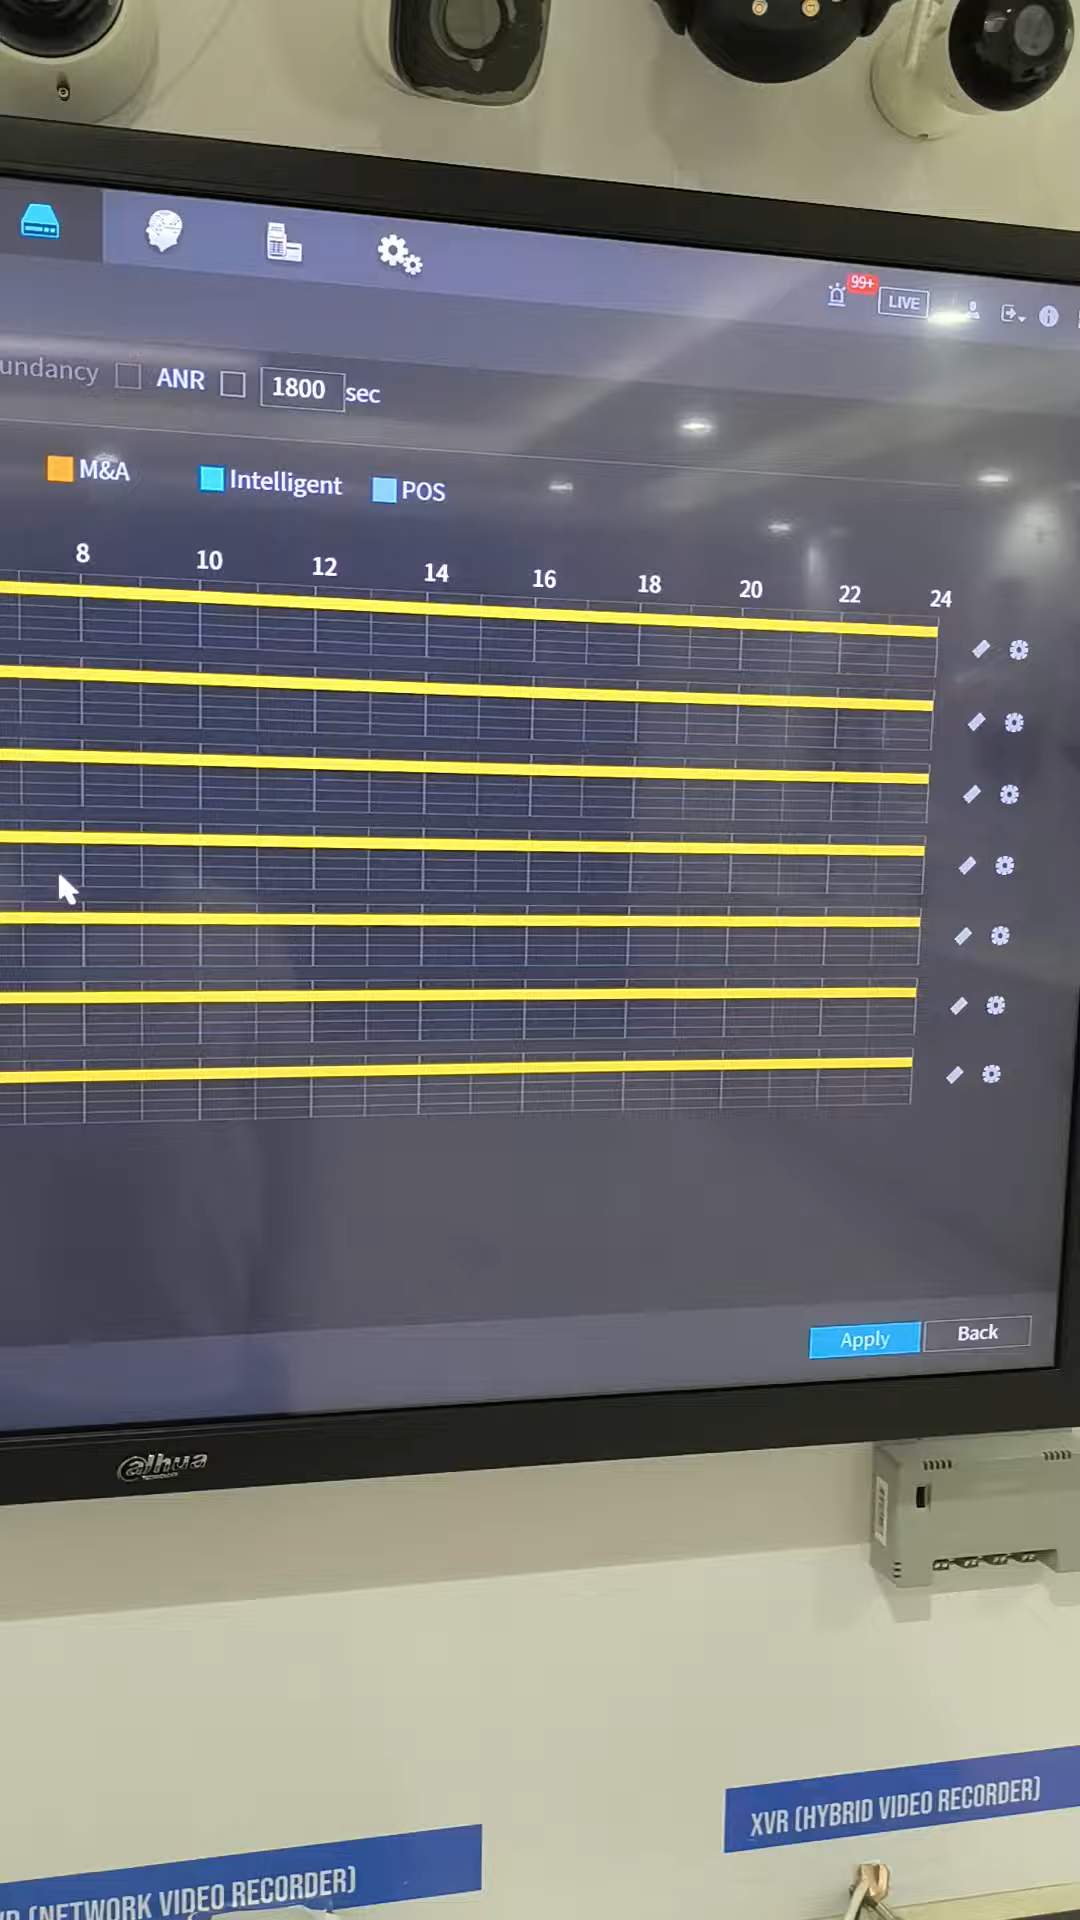 99+
LIVE
undancy ANR 1800 sec
M&A Intelligent POS
8 10 12 14 16 18 20 22 24
Apply Back
alhua
XVR (HYBRID VIDEO RECORDER)
(NETWORK VIDEO RECORDER)